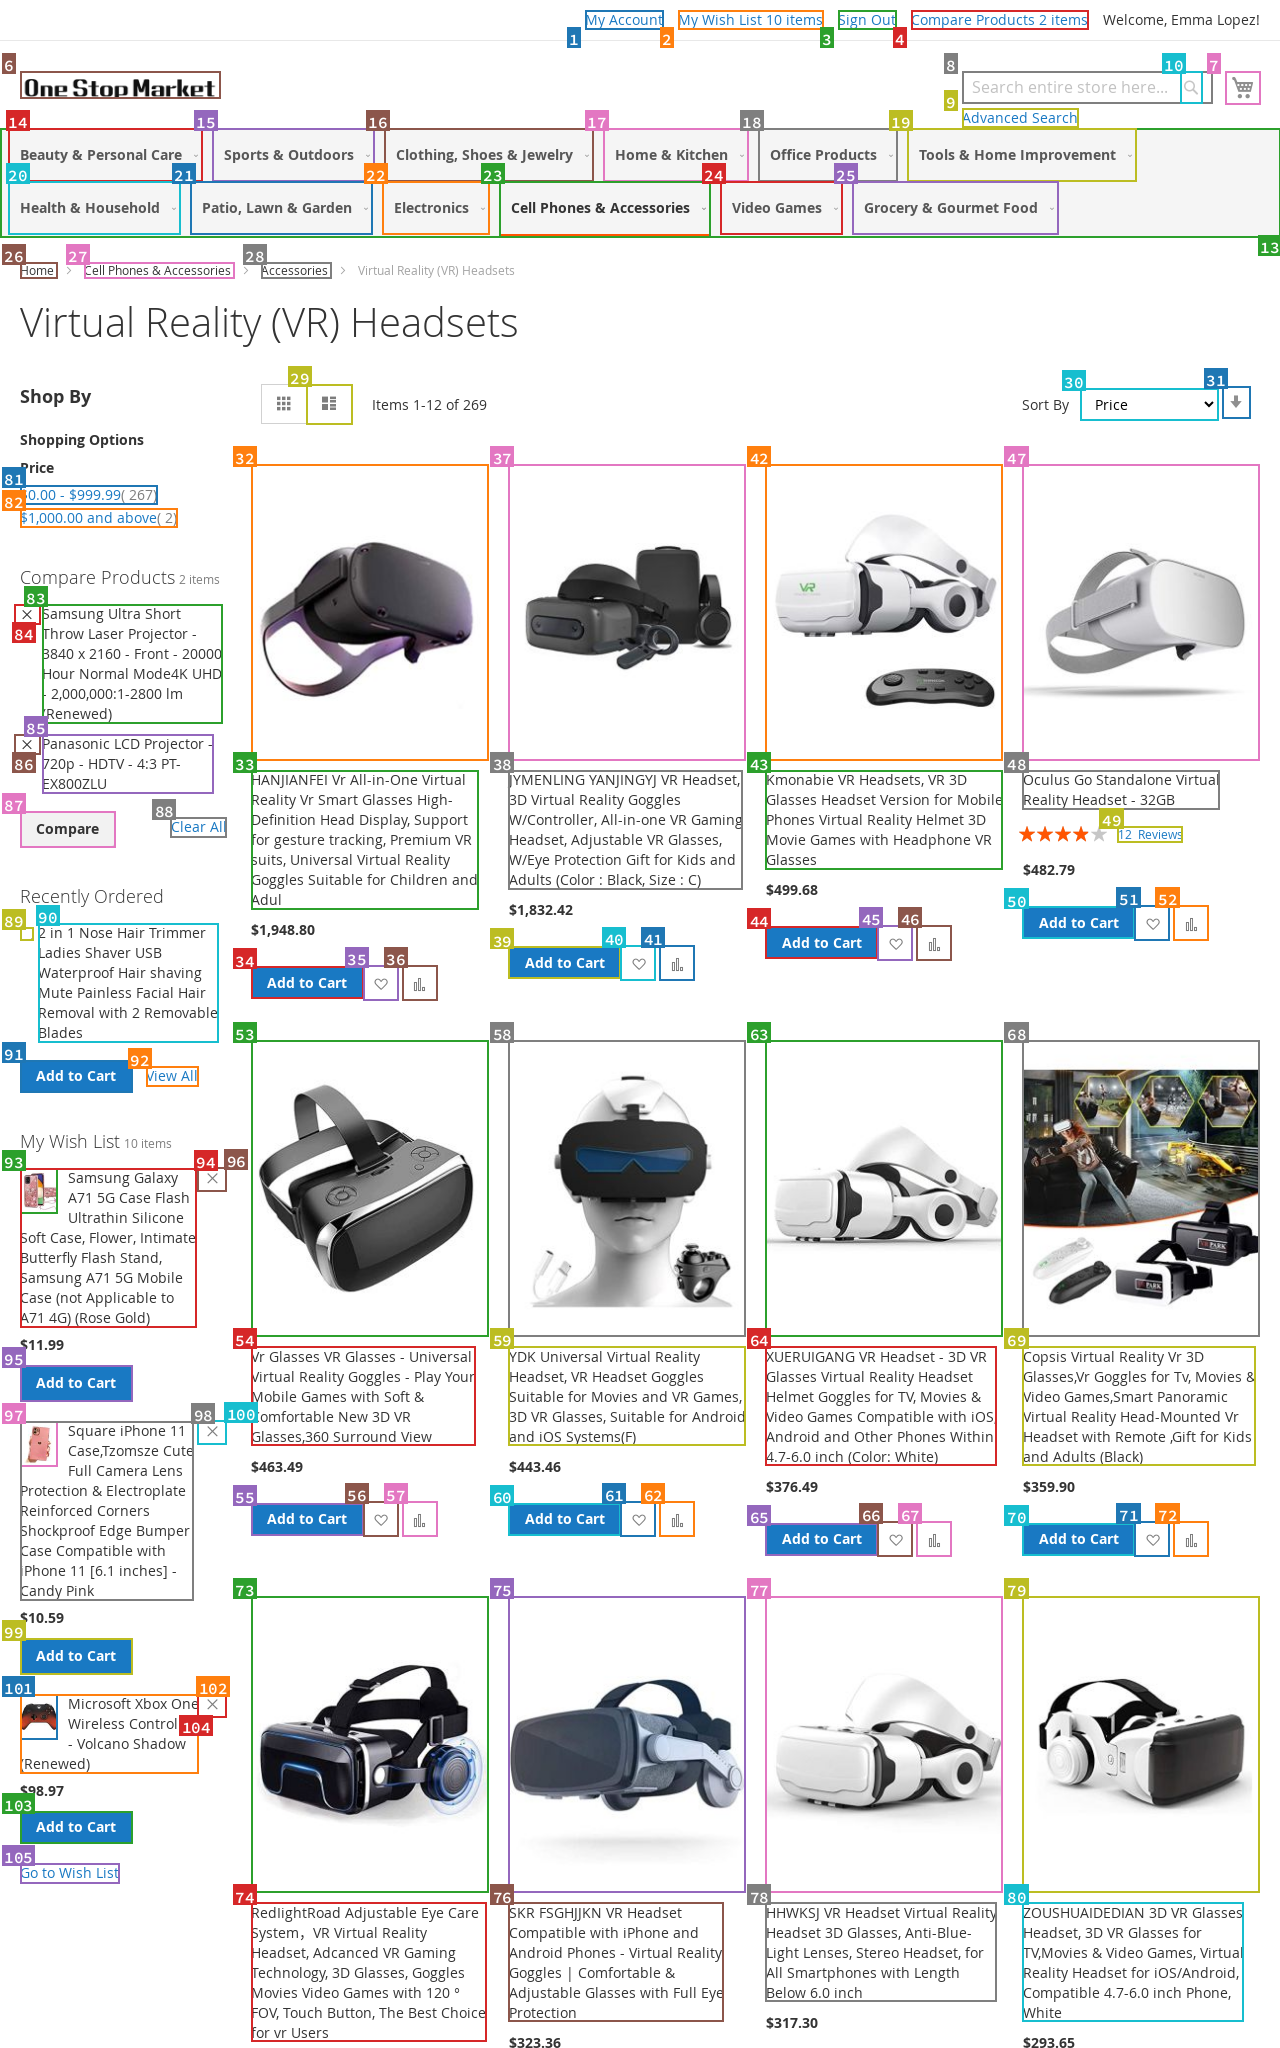 My Account My Wish List 10 items Sign Out Compare Products 2 items Welcome, Emma Lopez!
1 2 3 4
6 8 10 7
One Stop Market Search entire store here...
9 Advanced Search
14 15 16 17 18 19
Beauty & Personal Care Sports & Outdoors Clothing, Shoes & Jewelry Home & Kitchen Office Products Tools & Home Improvement
20 21 22 23 24 25
Health & Household Patio, Lawn & Garden Electronics Cell Phones & Accessories Video Games Grocery & Gourmet Food
26 27 28 13
Home Cell Phones & Accessories Accessories Virtual Reality (VR) Headsets
Virtual Reality (VR) Headsets
29 30 31
Shop By Items 1-12 of 269 Sort By Price
Shopping Options
Price
81 $0.00 - $999.99( 267)
82 $1,000.00 and above( 2)
Compare Products 2 items
83
84
Samsung Ultra Short
Throw Laser Projector -
3840 x 2160 - Front - 20000
Hour Normal Mode4K UHD
- 2,000,000:1-2800 lm
(Renewed)
85
86
Panasonic LCD Projector -
720p - HDTV - 4:3 PT-
EX800ZLU
87 88
Compare Clear All
Recently Ordered
89 90
2 in 1 Nose Hair Trimmer
Ladies Shaver USB
Waterproof Hair shaving
Mute Painless Facial Hair
Removal with 2 Removable
Blades
91 92
Add to Cart View All
My Wish List 10 items
93 94 96
Samsung Galaxy
A71 5G Case Flash
Ultrathin Silicone
Soft Case, Flower, Intimate
Butterfly Flash Stand,
Samsung A71 5G Mobile
Case (not Applicable to
A71 4G) (Rose Gold)
$11.99
95
Add to Cart
97 98 100
Square iPhone 11
Case,Tzomsze Cute
Full Camera Lens
Protection & Electroplate
Reinforced Corners
Shockproof Edge Bumper
Case Compatible with
iPhone 11 [6.1 inches] -
Candy Pink
$10.59
99
Add to Cart
101 102
104
Microsoft Xbox One
Wireless Control
- Volcano Shadow
(Renewed)
$98.97
103
Add to Cart
105
Go to Wish List
32
33
HANJIANFEI Vr All-in-One Virtual
Reality Vr Smart Glasses High-
Definition Head Display, Support
for gesture tracking, Premium VR
suits, Universal Virtual Reality
Goggles Suitable for Children and
Adul
$1,948.80
34 35 36
Add to Cart
37
38
JYMENLING YANJINGYJ VR Headset,
3D Virtual Reality Goggles
W/Controller, All-in-one VR Gaming
Headset, Adjustable VR Glasses,
W/Eye Protection Gift for Kids and
Adults (Color : Black, Size : C)
$1,832.42
39 40 41
Add to Cart
42
VR
43
Kmonabie VR Headsets, VR 3D
Glasses Headset Version for Mobile
Phones Virtual Reality Helmet 3D
Movie Games with Headphone VR
Glasses
$499.68
44 45 46
Add to Cart
47
48
Oculus Go Standalone Virtual
Reality Headset - 32GB
49
12 Reviews
$482.79
50 51 52
Add to Cart
53
54
Vr Glasses VR Glasses - Universal
Virtual Reality Goggles - Play Your
Mobile Games with Soft &
Comfortable New 3D VR
Glasses,360 Surround View
$463.49
55 56 57
Add to Cart
58
59
YDK Universal Virtual Reality
Headset, VR Headset Goggles
Suitable for Movies and VR Games,
3D VR Glasses, Suitable for Android
and iOS Systems(F)
$443.46
60 61 62
Add to Cart
63
64
XUERUIGANG VR Headset - 3D VR
Glasses Virtual Reality Headset
Helmet Goggles for TV, Movies &
Video Games Compatible with iOS,
Android and Other Phones Within
4.7-6.0 inch (Color: White)
$376.49
65 66 67
Add to Cart
68
69
Copsis Virtual Reality Vr 3D
Glasses,Vr Goggles for Tv, Movies &
Video Games,Smart Panoramic
Virtual Reality Head-Mounted Vr
Headset with Remote ,Gift for Kids
and Adults (Black)
$359.90
70 71 72
Add to Cart
73
74
RedlightRoad Adjustable Eye Care
System，VR Virtual Reality
Headset, Adcanced VR Gaming
Technology, 3D Glasses, Goggles
Movies Video Games with 120 °
FOV, Touch Button, The Best Choice
for vr Users
75
76
SKR FSGHJJKN VR Headset
Compatible with iPhone and
Android Phones - Virtual Reality
Goggles | Comfortable &
Adjustable Glasses with Full Eye
Protection
$323.36
77
78
HHWKSJ VR Headset Virtual Reality
Headset 3D Glasses, Anti-Blue-
Light Lenses, Stereo Headset, for
All Smartphones with Length
Below 6.0 inch
$317.30
79
80
ZOUSHUAIDEDIAN 3D VR Glasses
Headset, 3D VR Glasses for
TV,Movies & Video Games, Virtual
Reality Headset for iOS/Android,
Compatible 4.7-6.0 inch Phone,
White
$293.65